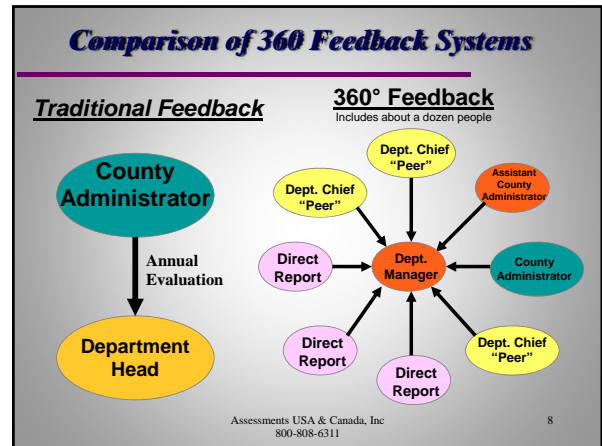 Comparison of 360 Feedback Systems
Traditional Feedback
360° Feedback
Includes about a dozen people
County
Administrator
Annual
Evaluation
Department
Head
Dept. Chief
"Peer"
Dept. Chief
"Peer"
Assistant
County
Administrator
Direct
Report
Dept.
Manager
County
Administrator
Direct
Report
Direct
Report
Dept. Chief
"Peer"
Assessments USA & Canada, Inc
800-808-6311
8